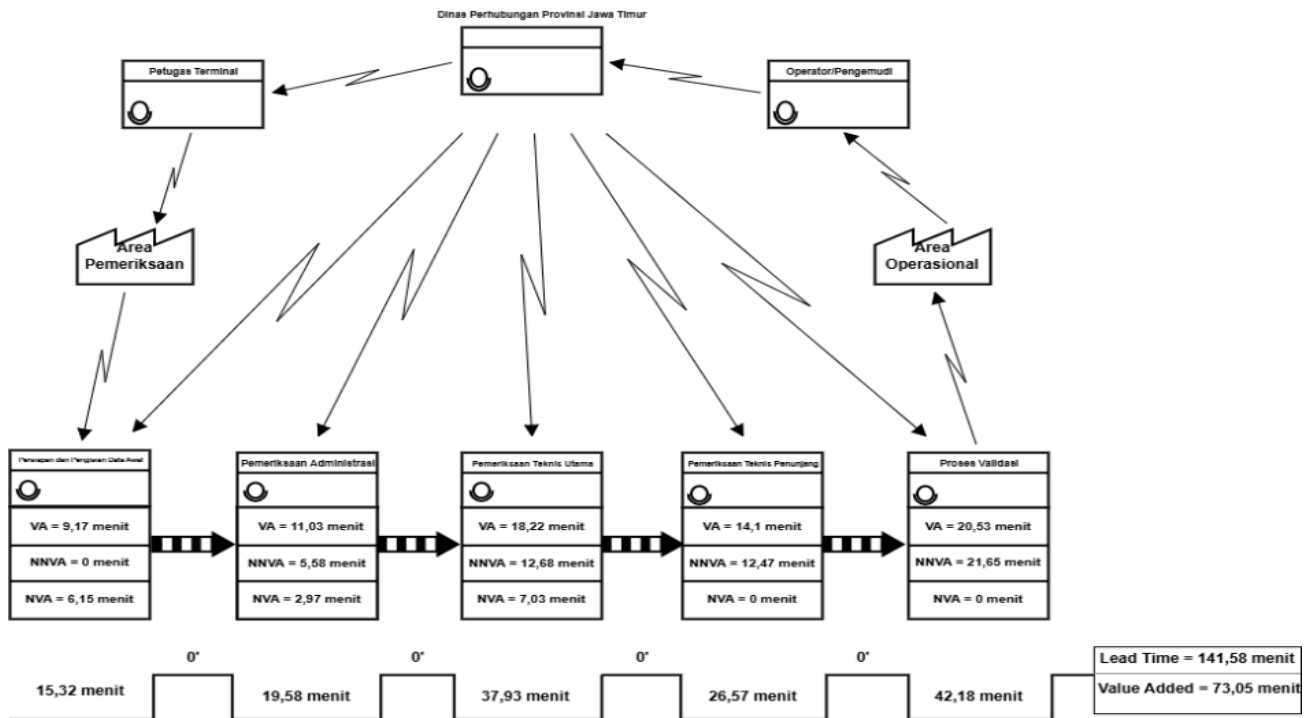 Dinas Perhubungan Provinsi Jawa Timur
Petugas Terminal
Operator/Pengemudi
Area
Pemeriksaan
Area
Operasional
Persiapan dan Pengisian Data Awal
VA = 9,17 menit
NNVA = 0 menit
NVA = 6,15 menit
Pemeriksaan Administrasi
VA = 11,03 menit
NNVA = 5,58 menit
NVA = 2,97 menit
Pemeriksaan Teknis Utama
VA = 18,22 menit
NNVA = 12,68 menit
NVA = 7,03 menit
Pemeriksaan Teknis Penunjang
VA = 14,1 menit
NNVA = 12,47 menit
NVA = 0 menit
Proses Validasi
VA = 20,53 menit
NNVA = 21,65 menit
NVA = 0 menit
15,32 menit
0"
19,58 menit
0"
37,93 menit
0"
26,57 menit
0"
42,18 menit
Lead Time = 141,58 menit
Value Added = 73,05 menit